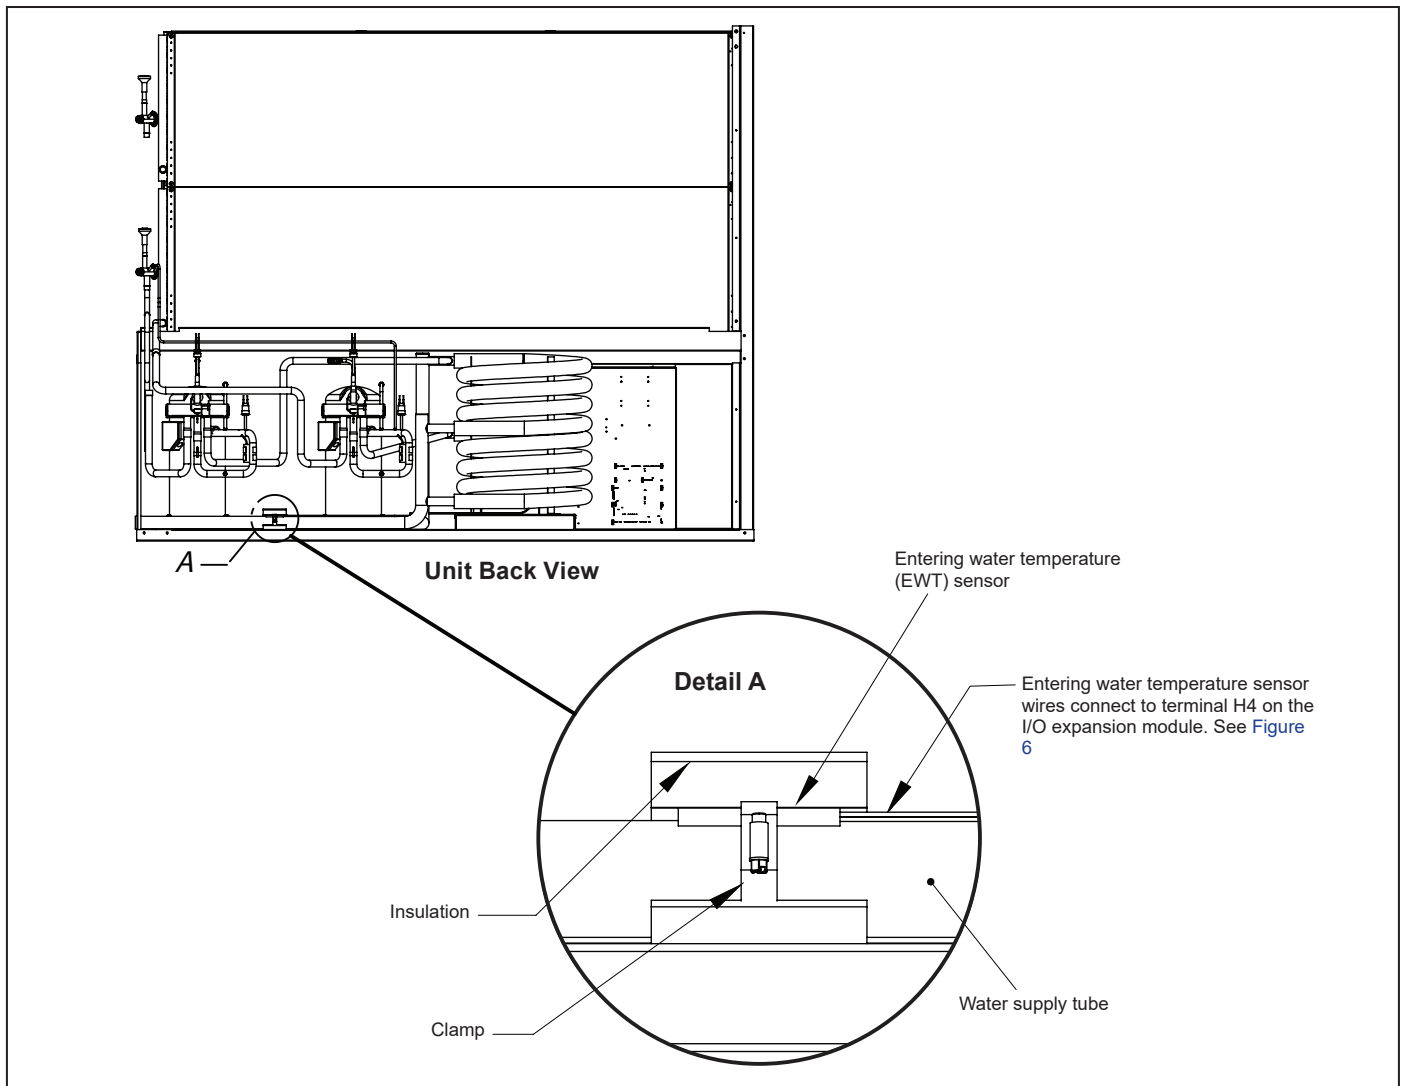 A
Unit Back View
Entering water temperature
(EWT) sensor
Detail A
Entering water temperature sensor
wires connect to terminal H4 on the
I/O expansion module. See Figure
6
Insulation
Water supply tube
Clamp